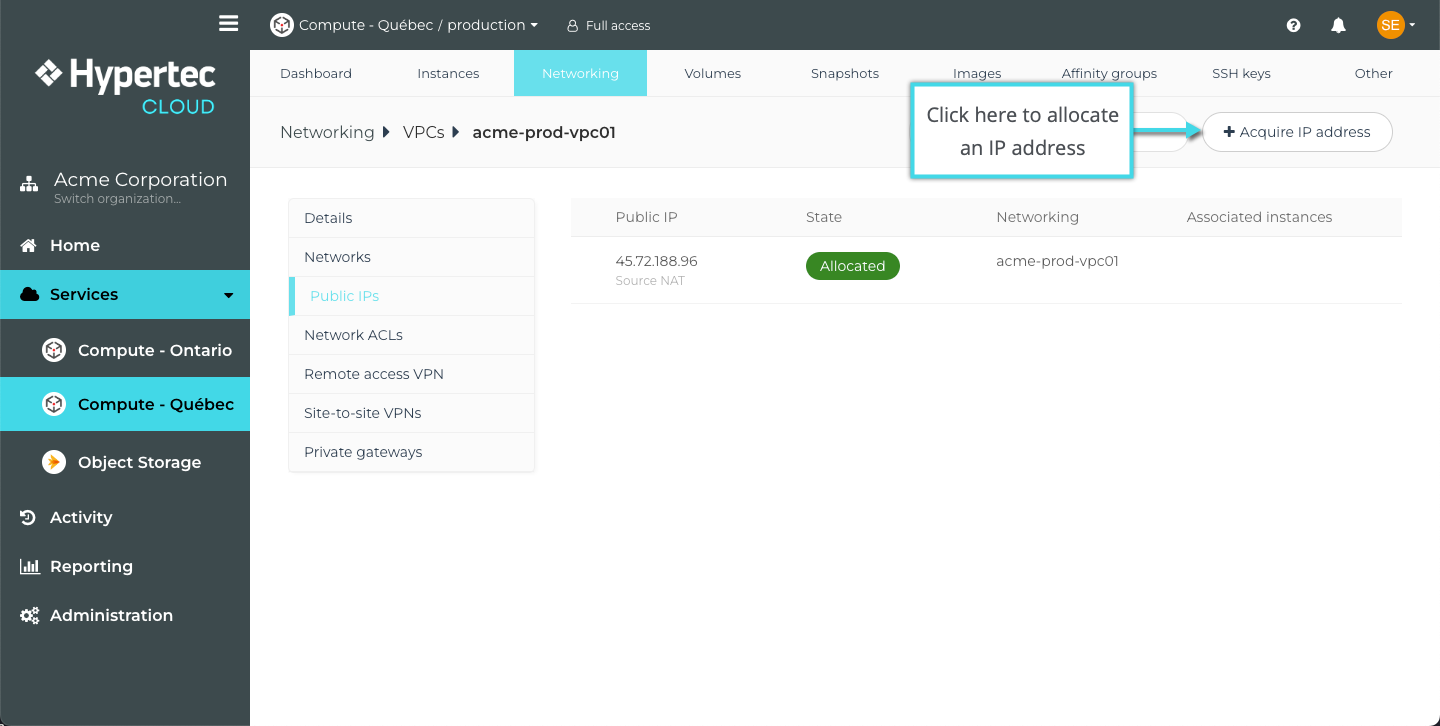 Compute - Québec / production
Full access
SE
Hypertec
CLOUD
Acme Corporation
Switch organization...
Home
Services
Compute - Ontario
Compute - Québec
Object Storage
Activity
Reporting
Administration
Dashboard Instances Networking Volumes Snapshots Images Affinity groups SSH keys Other
Networking VPCs acme-prod-vpc01
Click here to allocate
an IP address
Acquire IP address
Details
Networks
Public IPs
Network ACLs
Remote access VPN
Site-to-site VPNs
Private gateways
Public IP State Networking Associated instances
45.72.188.96 Allocated acme-prod-vpc01
Source NAT